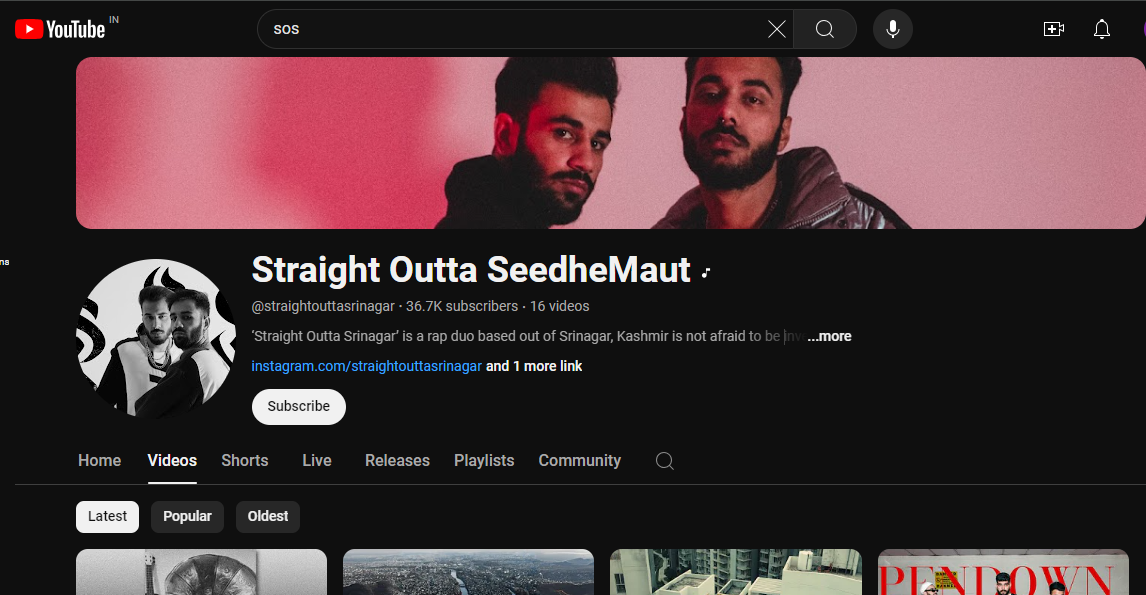 YouTube IN
sos
ns
Straight Outta SeedheMaut
@straightouttasrinagar · 36.7K subscribers · 16 videos
‘Straight Outta Srinagar’ is a rap duo based out of Srinagar, Kashmir is not afraid to be ...more
instagram.com/straightouttasrinagar and 1 more link
Subscribe
Home Videos Shorts Live Releases Playlists Community
Latest Popular Oldest
PENDOWN